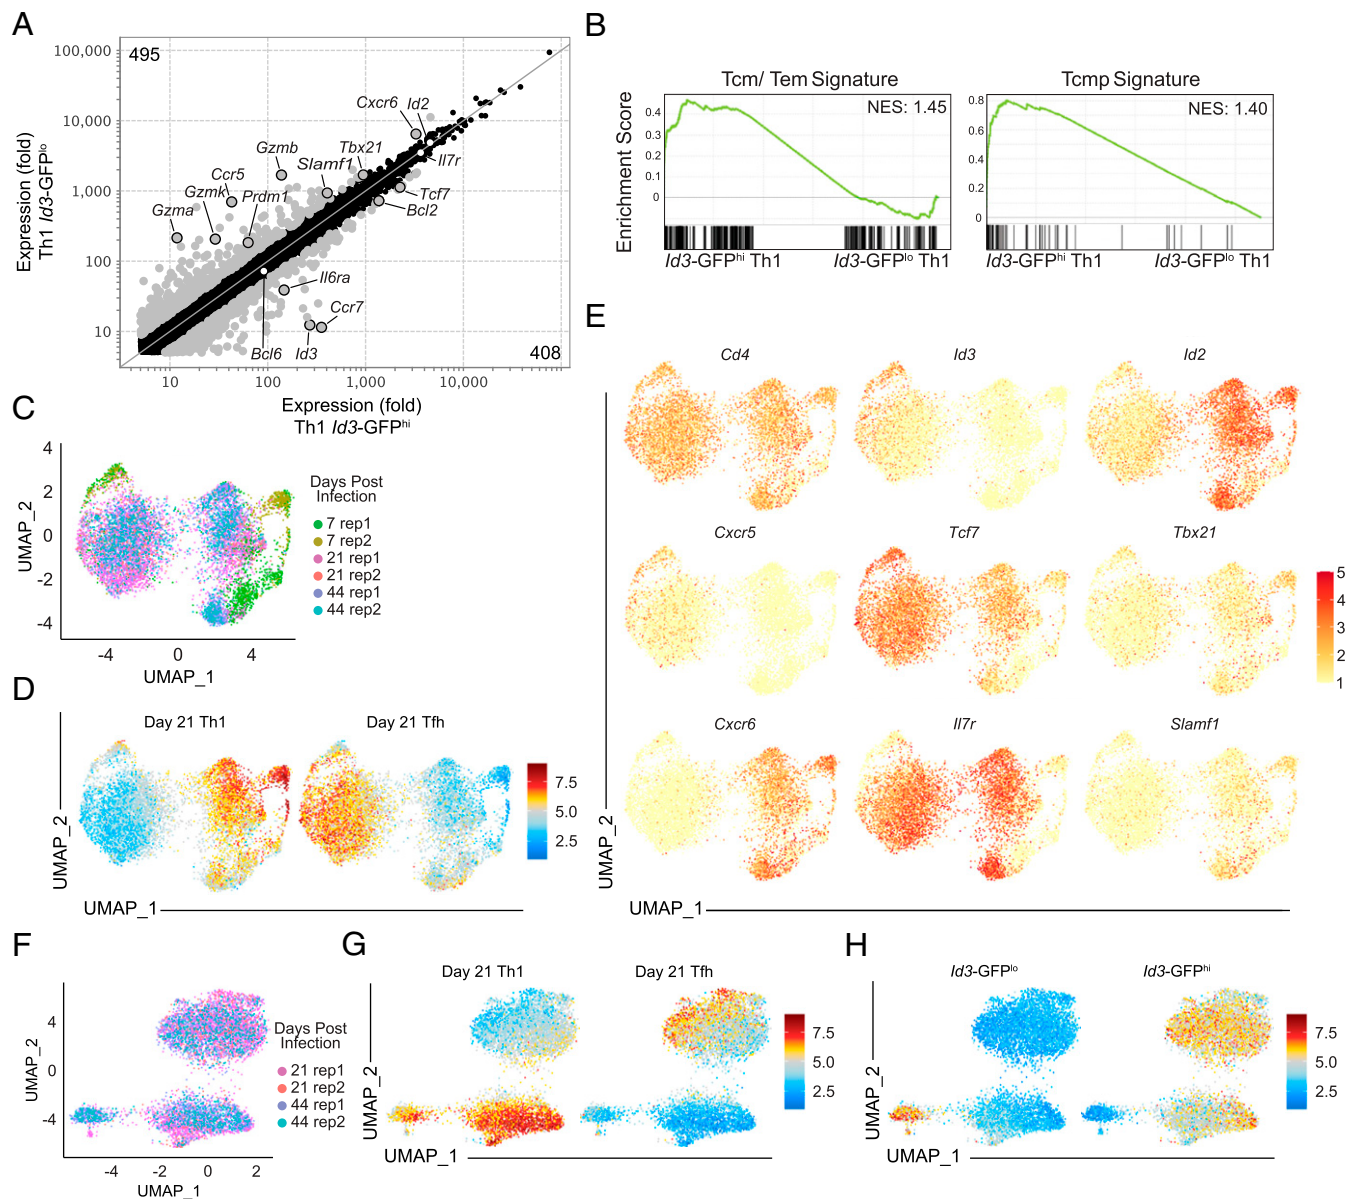 A
100,000
10,000
1,000
100
10
495
Cxcr6
Id2
Gzmb
Slamf1
Tbx21
Il7r
Ccr5
Gzmk
Prdm1
Tcf7
Bcl2
Gzma
Il6ra
Ccr7
Bcl6
Id3
408
10
100
1,000
10,000
Expression (fold)
Th1 Id3-GFPlo
Expression (fold)
Th1 Id3-GFPhi
B
Tcm/ Tem Signature
NES: 1.45
0.4
0.3
0.2
0.1
0
Enrichment Score
Id3-GFPhi Th1
Id3-GFPlo Th1
Tcmp Signature
NES: 1.40
0.8
0.6
0.4
0.2
0
Id3-GFPhi Th1
Id3-GFPlo Th1
C
4
2
0
-2
-4
UMAP_2
-4
0
4
UMAP_1
Days Post
Infection
7 rep1
7 rep2
21 rep1
21 rep2
44 rep1
44 rep2
D
Day 21 Th1
Day 21 Tfh
7.5
5.0
2.5
UMAP_2
UMAP_1
E
Cd4
Id3
Id2
Cxcr5
Tcf7
Tbx21
Cxcr6
Il7r
Slamf1
5
4
3
2
1
UMAP_2
UMAP_1
F
4
0
-4
UMAP_2
-4
-2
0
2
UMAP_1
Days Post
Infection
21 rep1
21 rep2
44 rep1
44 rep2
G
Day 21 Th1
Day 21 Tfh
7.5
5.0
2.5
UMAP_2
UMAP_1
H
Id3-GFPlo
Id3-GFPhi
7.5
5.0
2.5
UMAP_2
UMAP_1